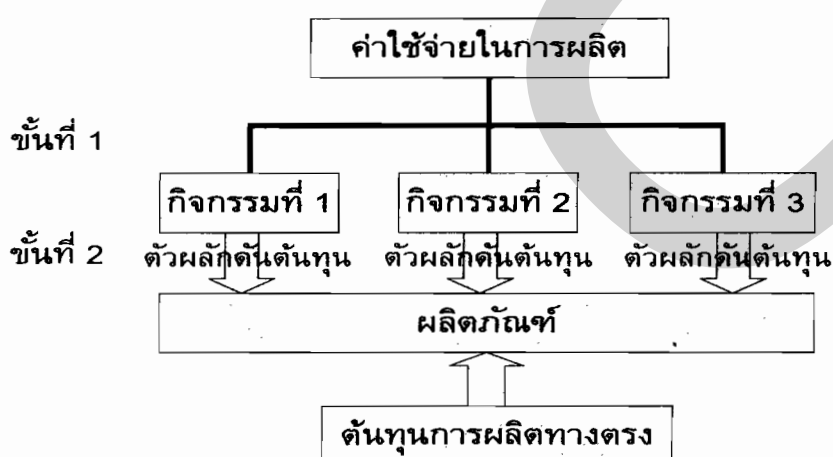 ค่าใช้จ่ายในการผลิต
ขั้นที่ 1
กิจกรรมที่ 1 กิจกรรมที่ 2 กิจกรรมที่ 3
ขั้นที่ 2 ตัวผลักดันต้นทุน ตัวผลักดันต้นทุน ตัวผลักดันต้นทุน
ผลิตภัณฑ์
ต้นทุนการผลิตทางตรง